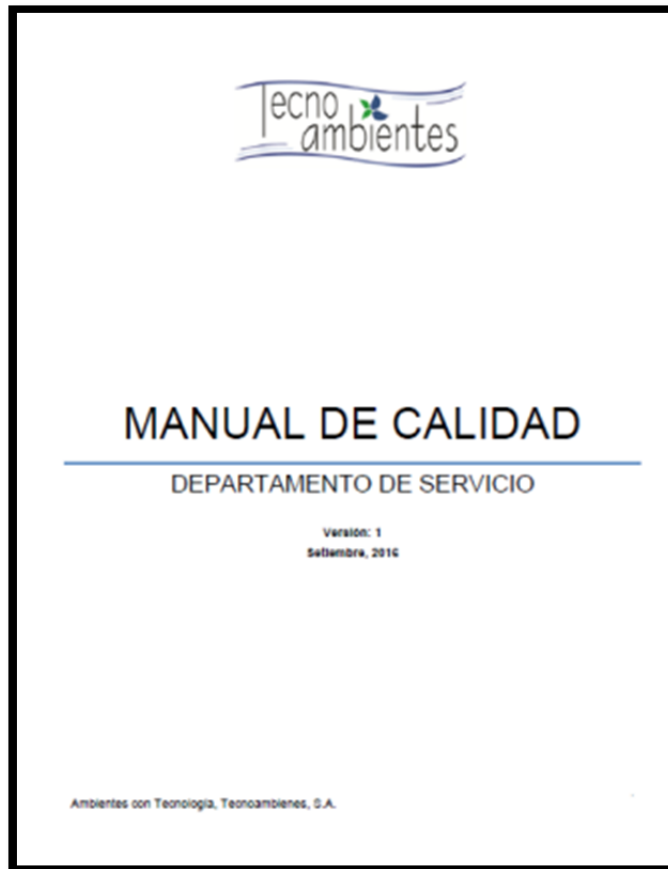 Tecno
ambientes
MANUAL DE CALIDAD
DEPARTAMENTO DE SERVICIO
Versión: 1
Setiembre, 2016
Ambientes con Tecnología, Tecnoambienes, S.A.